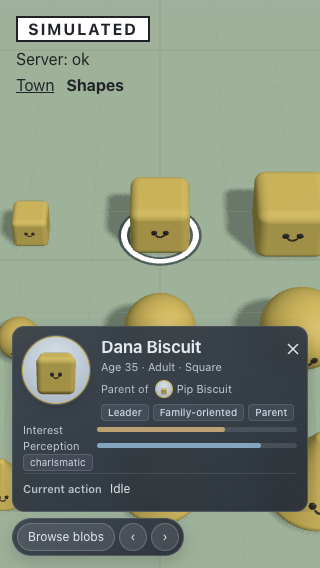 SIMULATED
Server: ok
Town Shapes
Dana Biscuit
Age 35 · Adult · Square
Parent of Pip Biscuit
Leader Family-oriented Parent
Interest
Perception
charismatic
Current action Idle
Browse blobs ‹ ›